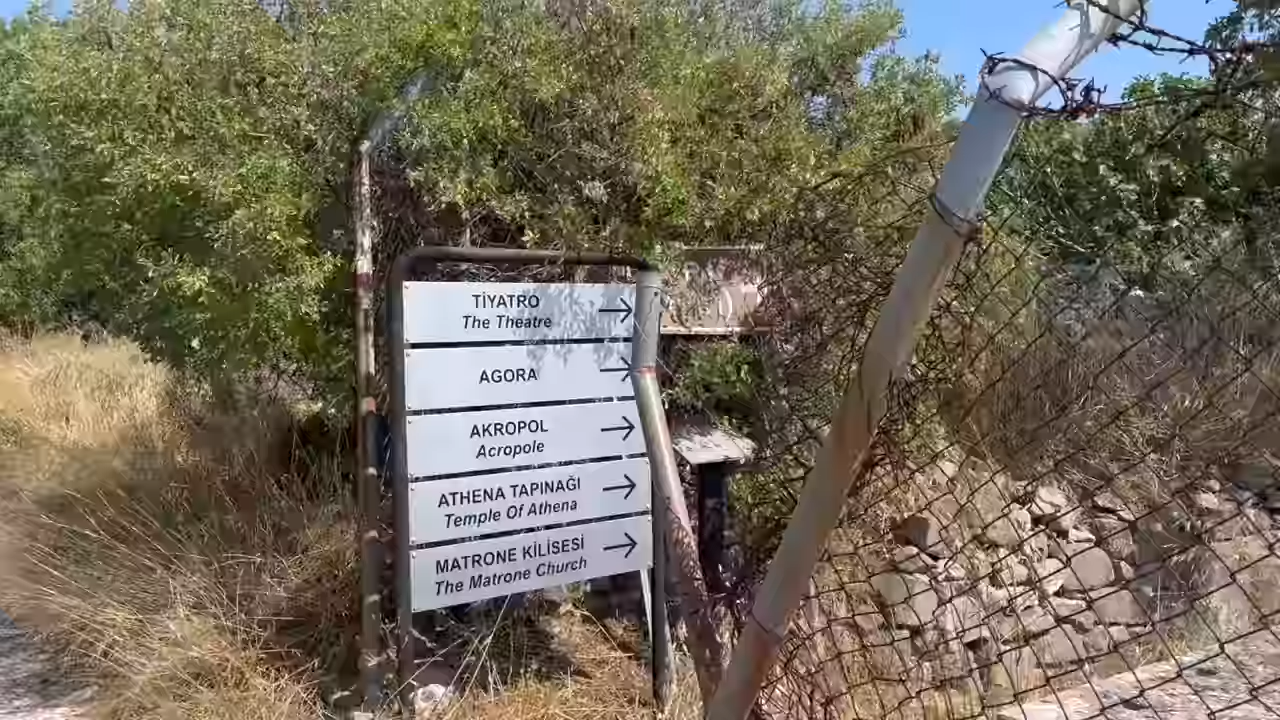 TİYATRO
The Theatre
AGORA
AKROPOL
Acropole
ATHENA TAPINAĞI
Temple Of Athena
MATRONE KİLİSESİ
The Matrone Church